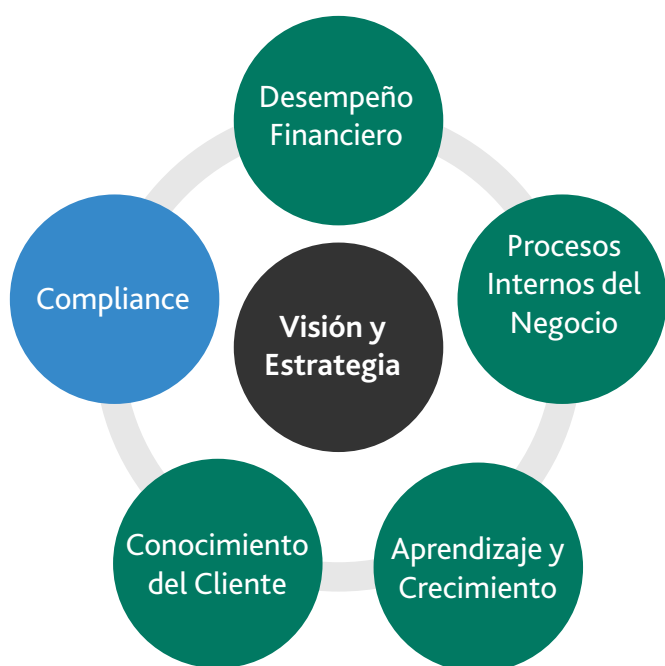 Desempeño
Financiero
Procesos
Internos del
Negocio
Compliance
Visión y
Estrategia
Conocimiento
del Cliente
Aprendizaje y
Crecimiento